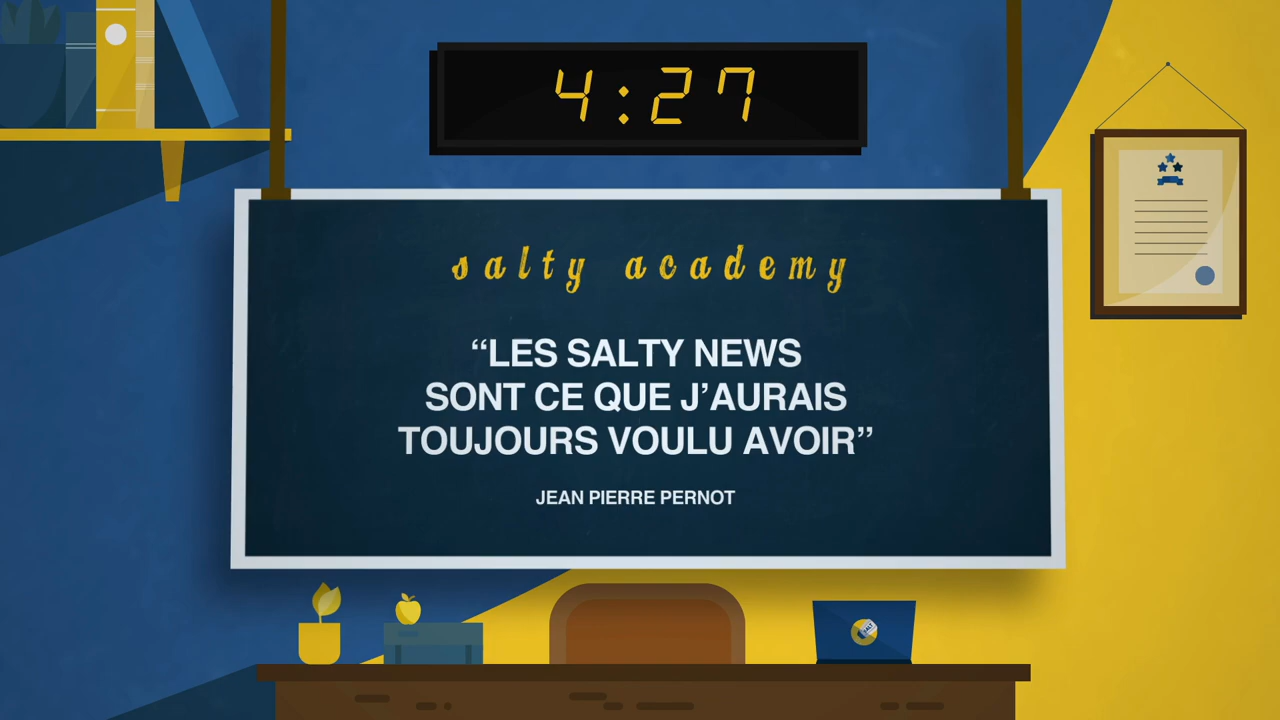 4:27
salty academy
“LES SALTY NEWS
SONT CE QUE J’AURAIS
TOUJOURS VOULU AVOIR”
JEAN PIERRE PERNOT